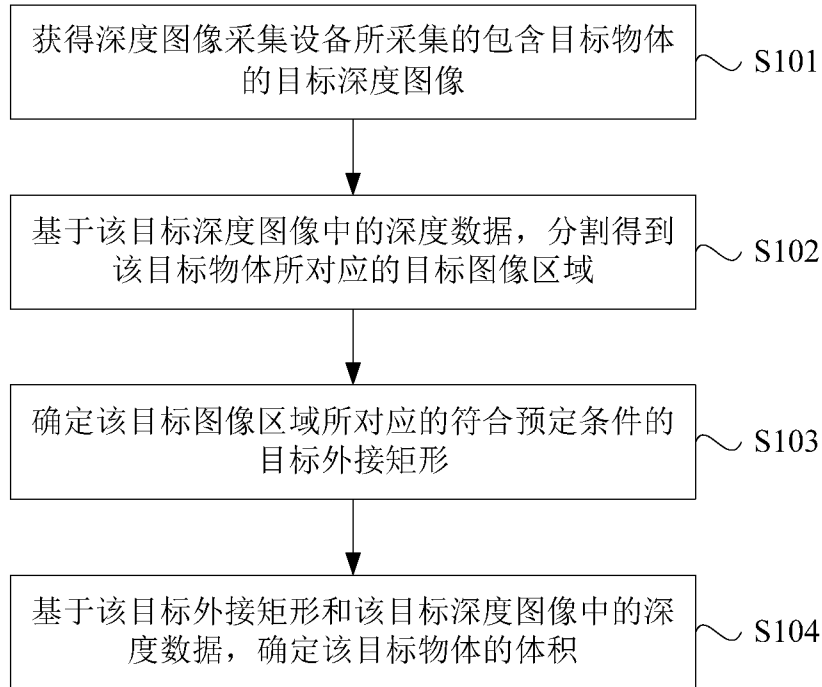 获得深度图像采集设备所采集的包含目标物体
的目标深度图像
S101
基于该目标深度图像中的深度数据，分割得到
该目标物体所对应的目标图像区域
S102
确定该目标图像区域所对应的符合预定条件的
目标外接矩形
S103
基于该目标外接矩形和该目标深度图像中的深
度数据，确定该目标物体的体积
S104